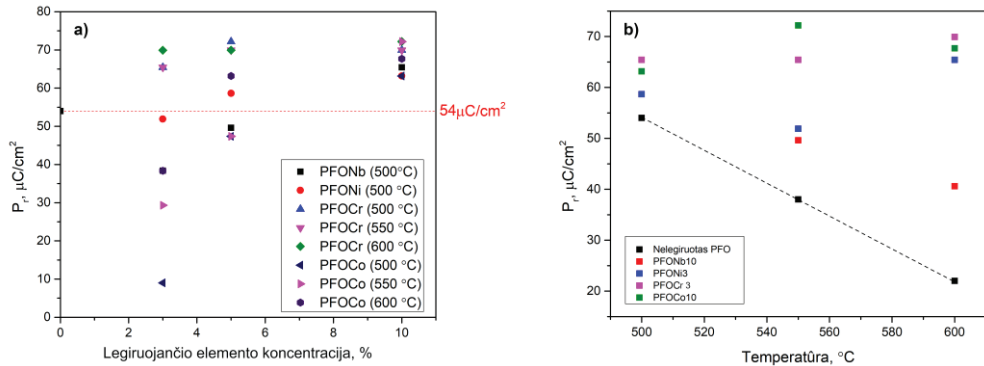 a)
80
70
60
50
40
30
20
10
0
P_r, μC/cm²
54μC/cm²
PFONb (500°C)
PFONi (500 °C)
PFOCr (500 °C)
PFOCr (550 °C)
PFOCr (600 °C)
PFOCo (500 °C)
PFOCo (550 °C)
PFOCo (600 °C)
0 2 4 6 8 10
Legiruojančio elemento koncentracija, %
b)
70
60
50
40
30
20
P_r, μC/cm²
Nelegiruotas PFO
PFONb10
PFONi3
PFOCr 3
PFOCo10
500 520 540 560 580 600
Temperatūra, °C